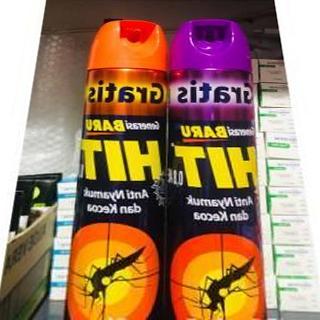 Gratis
Generasi BARU
HIT
Anti Nyamuk
dan Kecoa
Gratis
Generasi BARU
HIT
Anti Nyamuk
dan Kecoa